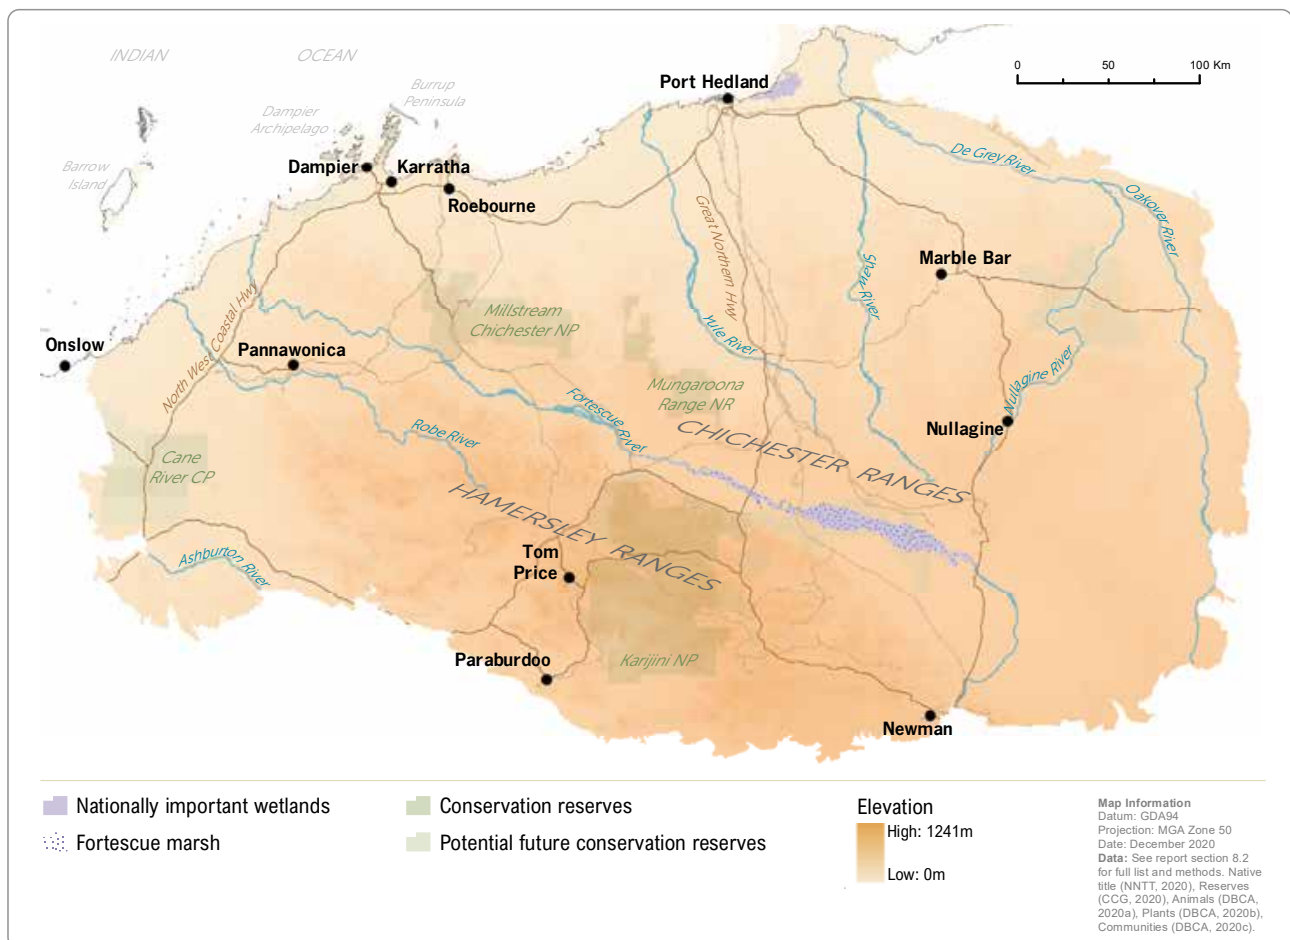 INDIAN OCEAN
Burrup
Peninsula
Dampier
Archipelago
Barrow
Island
0 50 100 Km
Port Hedland
Dampier
Karratha
Roebourne
De Grey River
Oakover River
Great Northern Hwy
Marble Bar
Shaw River
North West Coastal Hwy
Millstream
Chichester NP
Yule River
Onslow
Pannawonica
Nullagine River
Mungaroona
Range NR
Fortescue River
Robe River
CHICHESTER RANGES
Nullagine
Cane
River CP
HAMERSLEY RANGES
Ashburton River
Tom
Price
Paraburdoo
Karijini NP
Newman
Nationally important wetlands
Fortescue marsh
Conservation reserves
Potential future conservation reserves
Elevation
High: 1241m
Low: 0m
Map Information
Datum: GDA94
Projection: MGA Zone 50
Date: December 2020
Data: See report section 8.2
for full list and methods. Native
title (NNTT, 2020), Reserves
(CCG, 2020), Animals (DBCA,
2020a), Plants (DBCA, 2020b),
Communities (DBCA, 2020c).